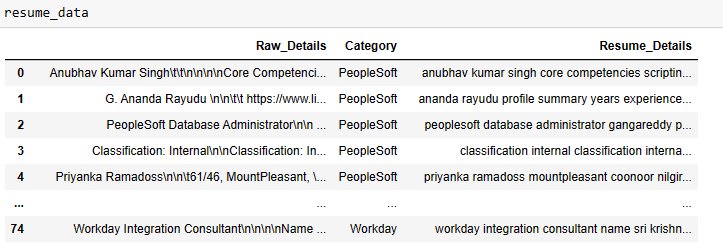 resume_data
Raw_Details Category Resume_Details
0 Anubhav Kumar Singh\t\t\n\n\n\nCore Competenci... PeopleSoft anubhav kumar singh core competencies scriptin...
1 G. Ananda Rayudu \n\n\t\t https://www.li... PeopleSoft ananda rayudu profile summary years experience...
2 PeopleSoft Database Administrator\n\n ... PeopleSoft peoplesoft database administrator gangareddy p...
3 Classification: Internal\n\nClassification: In... PeopleSoft classification internal classification interna...
4 Priyanka Ramadoss\n\n\t61/46, MountPleasant, \... PeopleSoft priyanka ramadoss mountpleasant coonoor nilgir...
... ... ... ...
74 Workday Integration Consultant\n\n\n\n\nName ... Workday workday integration consultant name sri krishn...